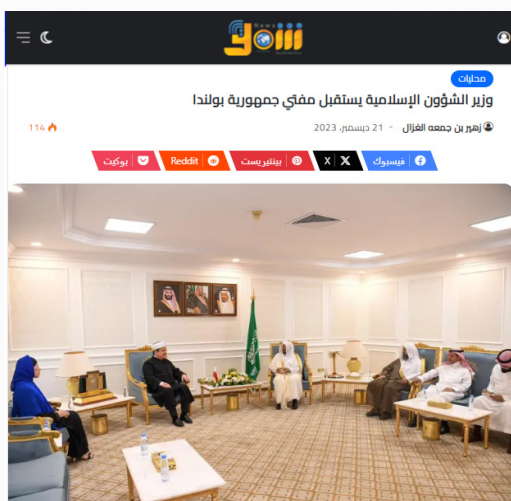 News
وزير الشؤون الإسلامية يستقبل مفتي جمهورية بولندا
محليات
زهير بن جمعه الغزال • 21 ديسمبر، 2023
114
فيسبوك
X
بينتيريست
Reddit
بوكيت